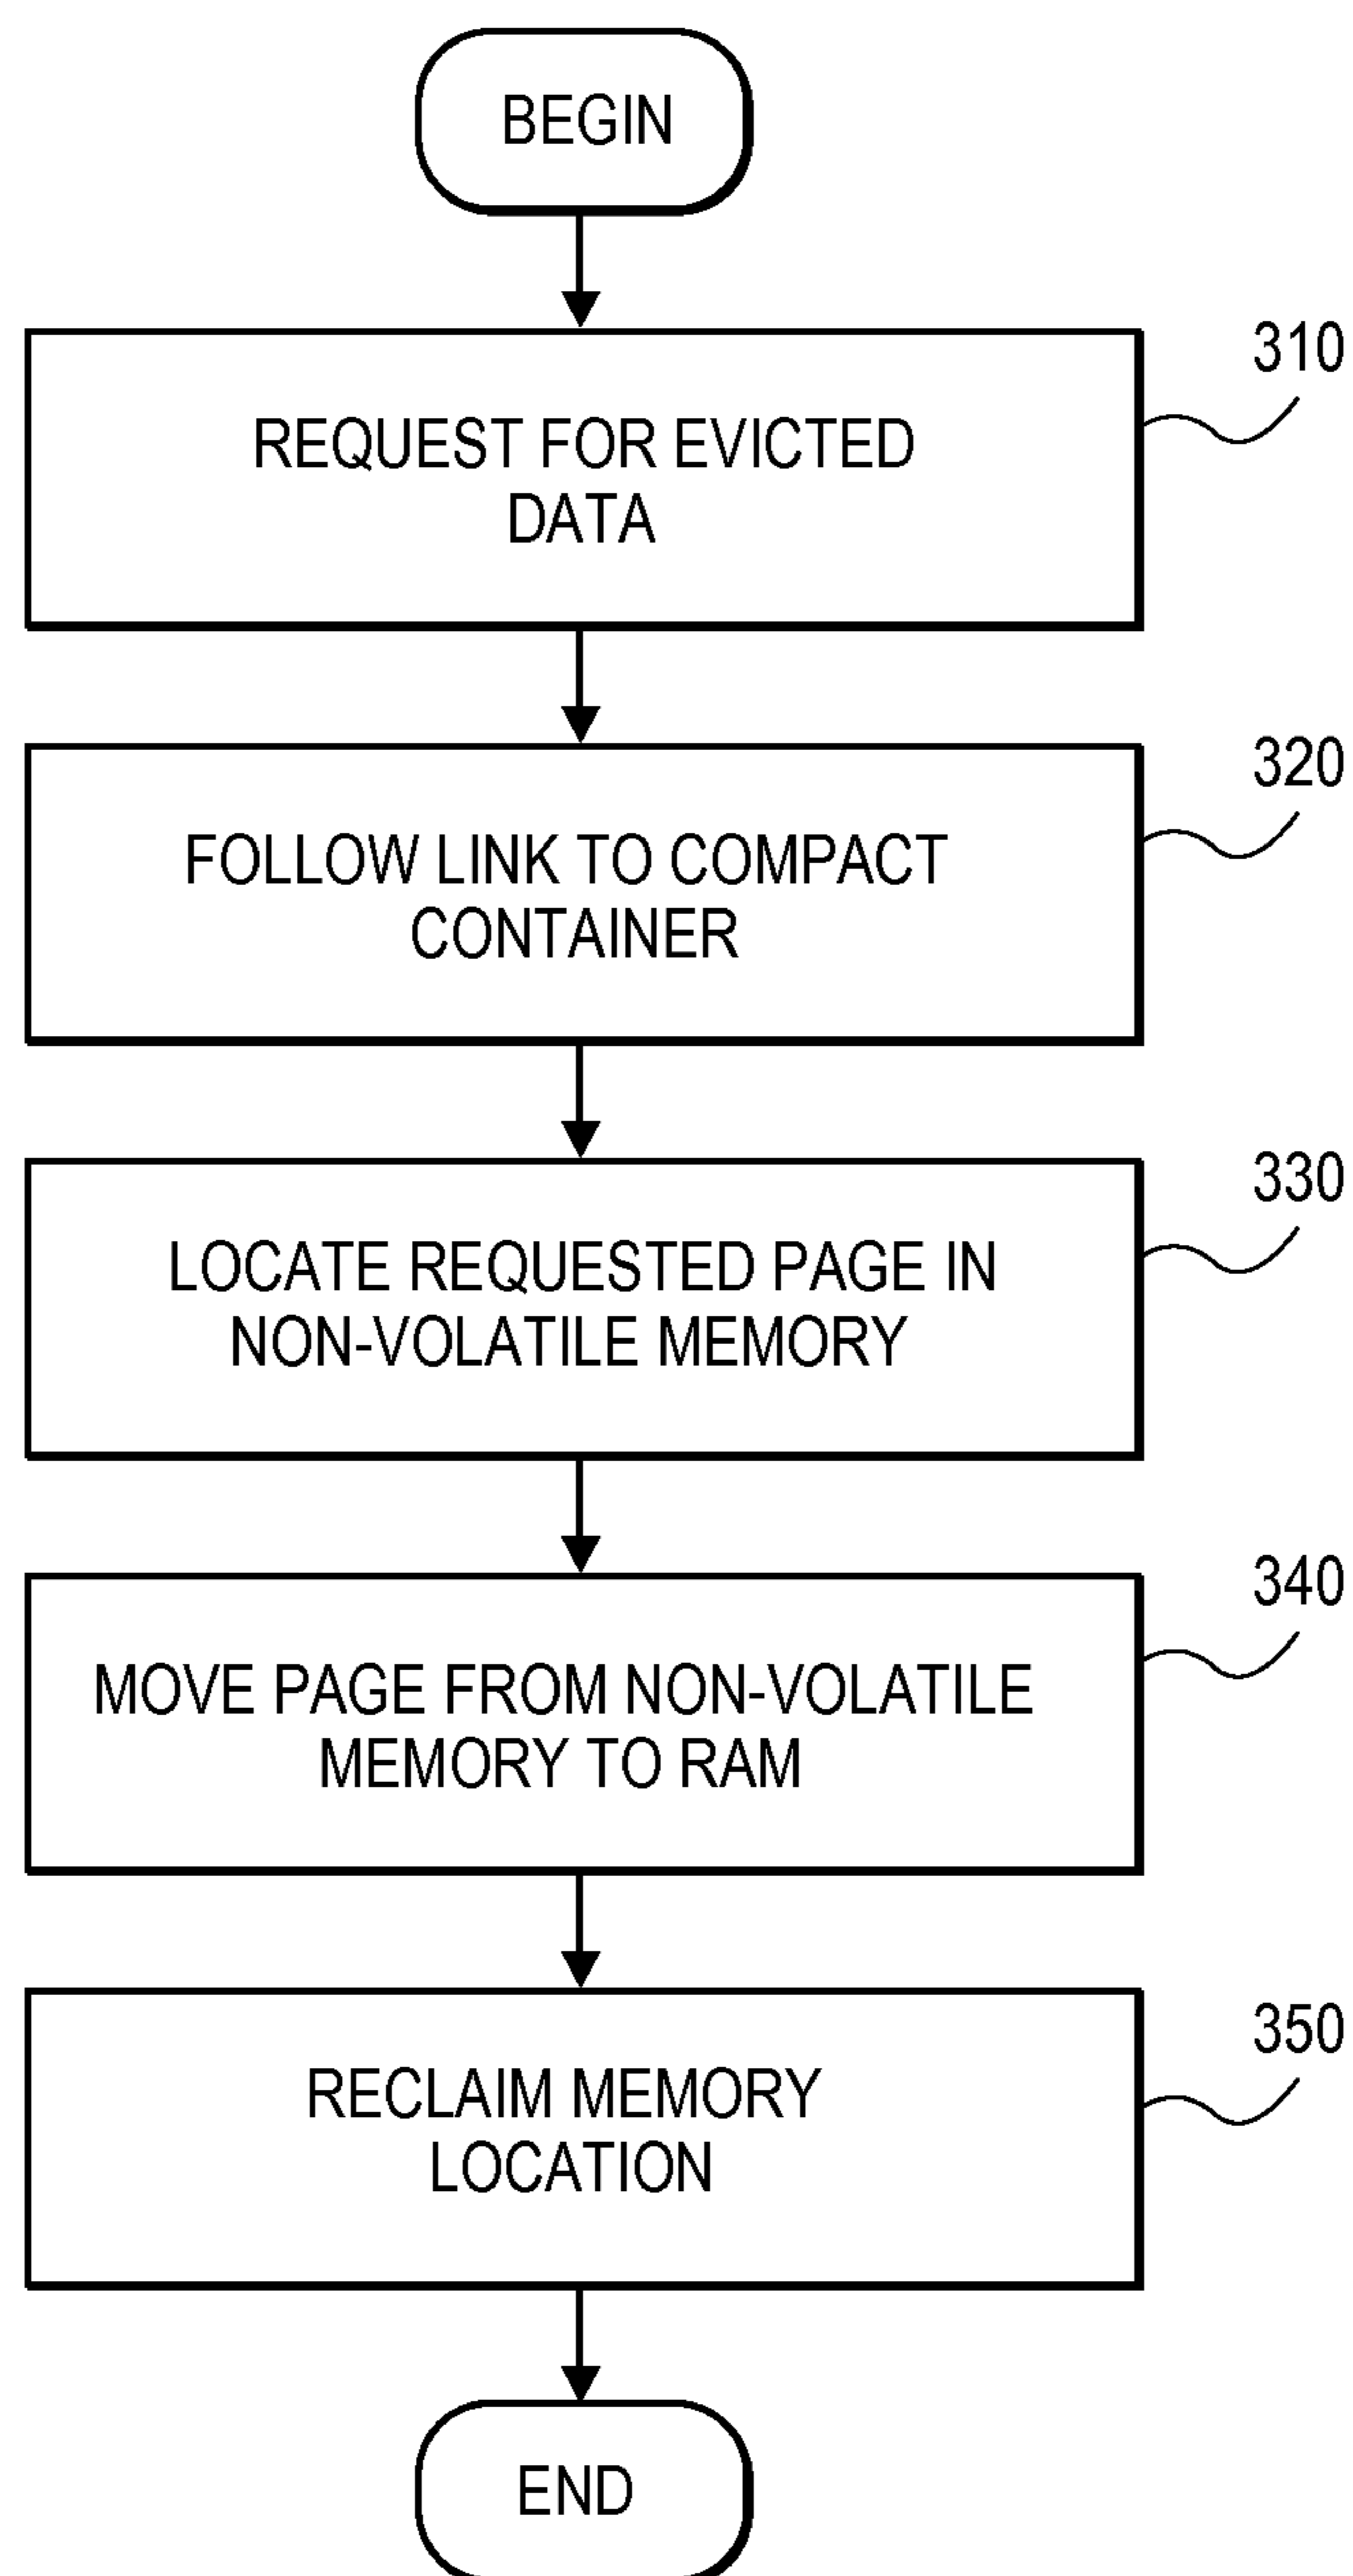 BEGIN
310
REQUEST FOR EVICTED
DATA
320
FOLLOW LINK TO COMPACT
CONTAINER
330
LOCATE REQUESTED PAGE IN
NON-VOLATILE MEMORY
340
MOVE PAGE FROM NON-VOLATILE
MEMORY TO RAM
350
RECLAIM MEMORY
LOCATION
END